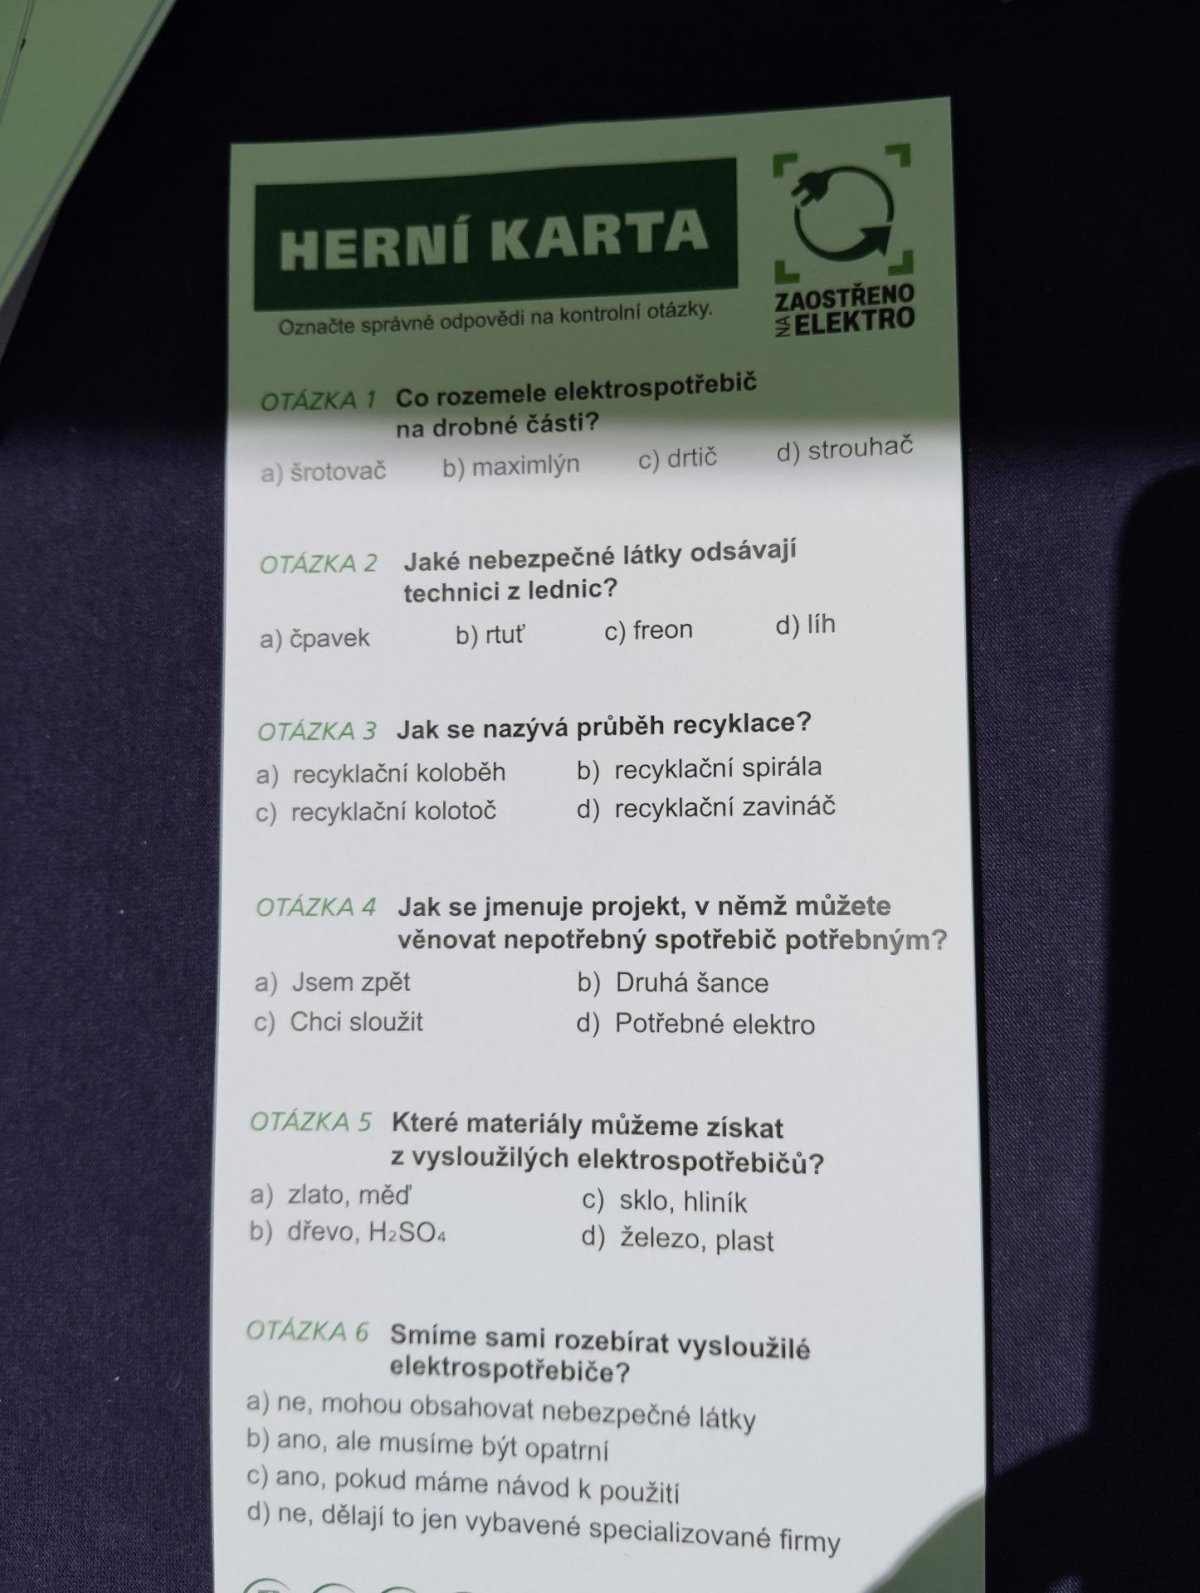 HERNÍ KARTA
Označte správné odpovědi na kontrolní otázky.
ZAOSTŘENO
NA ELEKTRO
OTÁZKA 1 Co rozemele elektrospotřebič
na drobné části?
a) šrotovač b) maximlýn c) drtič d) strouhač
OTÁZKA 2 Jaké nebezpečné látky odsávají
technici z lednic?
a) čpavek b) rtuť c) freon d) líh
OTÁZKA 3 Jak se nazývá průběh recyklace?
a) recyklační koloběh b) recyklační spirála
c) recyklační kolotoč d) recyklační zavináč
OTÁZKA 4 Jak se jmenuje projekt, v němž můžete
věnovat nepotřebný spotřebič potřebným?
a) Jsem zpět b) Druhá šance
c) Chci sloužit d) Potřebné elektro
OTÁZKA 5 Které materiály můžeme získat
z vysloužilých elektrospotřebičů?
a) zlato, měď c) sklo, hliník
b) dřevo, H₂SO₄ d) železo, plast
OTÁZKA 6 Smíme sami rozebírat vysloužilé
elektrospotřebiče?
a) ne, mohou obsahovat nebezpečné látky
b) ano, ale musíme být opatrní
c) ano, pokud máme návod k použití
d) ne, dělají to jen vybavené specializované firmy